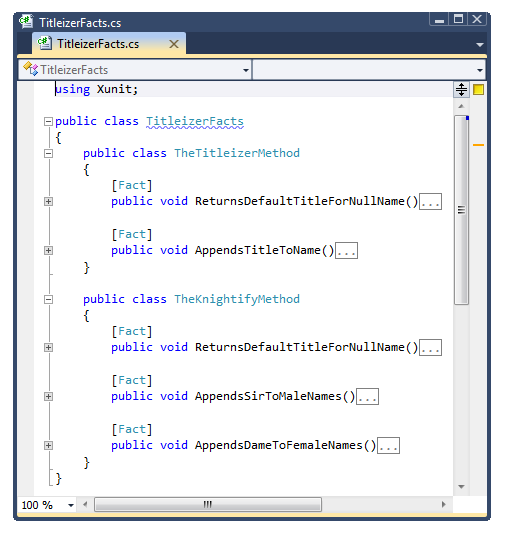 TitleizerFacts.cs
TitleizerFacts.cs
TitleizerFacts
using Xunit;
public class TitleizerFacts
{
public class TheTitleizerMethod
{
[Fact]
public void ReturnsDefaultTitleForNullName()...
[Fact]
public void AppendsTitleToName()...
}
public class TheKnightifyMethod
{
[Fact]
public void ReturnsDefaultTitleForNullName()...
[Fact]
public void AppendsSirToMaleNames()...
[Fact]
public void AppendsDameToFemaleNames()...
}
}
100 %